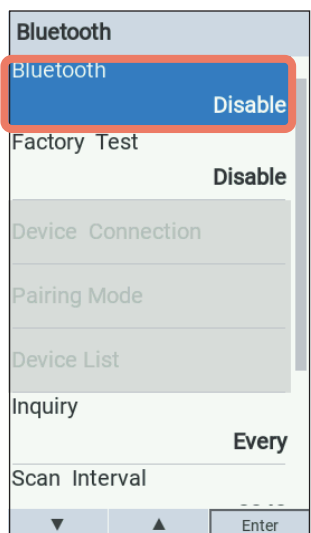 Bluetooth
Bluetooth
Disable
Factory Test
Disable
Device Connection
Pairing Mode
Device List
Inquiry
Every
Scan Interval
▼ ▲ Enter